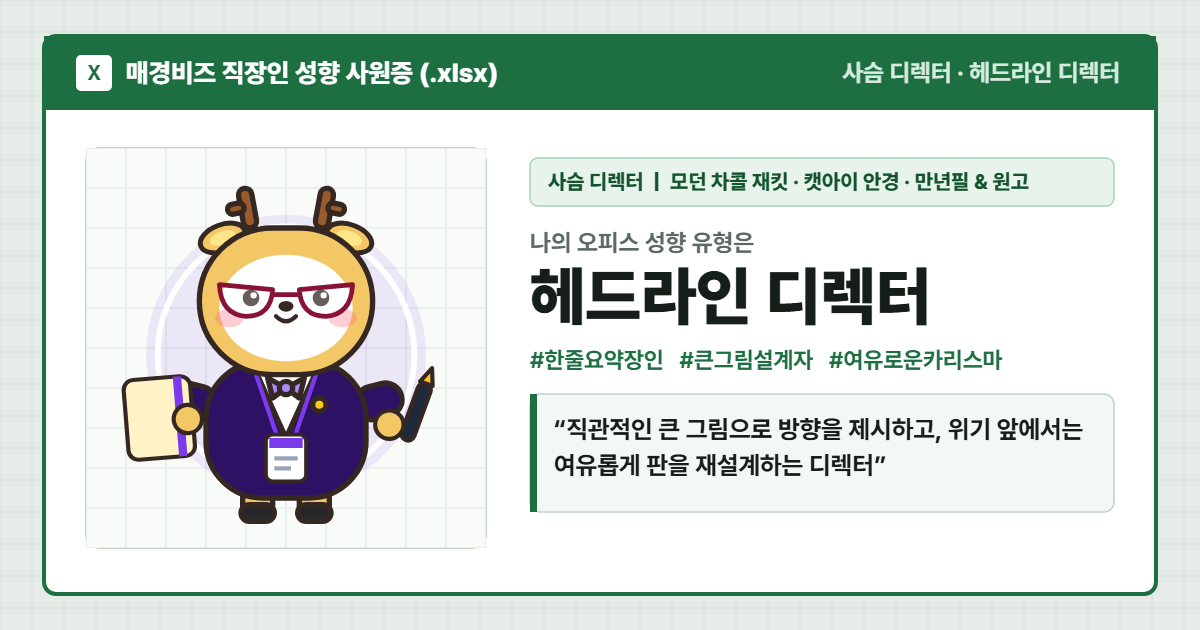 X 매경비즈 직장인 성향 사원증 (.xlsx)
사슴 디렉터 · 헤드라인 디렉터
사슴 디렉터 | 모던 차콜 재킷 · 캣아이 안경 · 만년필 & 원고
나의 오피스 성향 유형은
헤드라인 디렉터
#한줄요약장인 #큰그림설계자 #여유로운카리스마
“직관적인 큰 그림으로 방향을 제시하고, 위기 앞에서는
여유롭게 판을 재설계하는 디렉터”